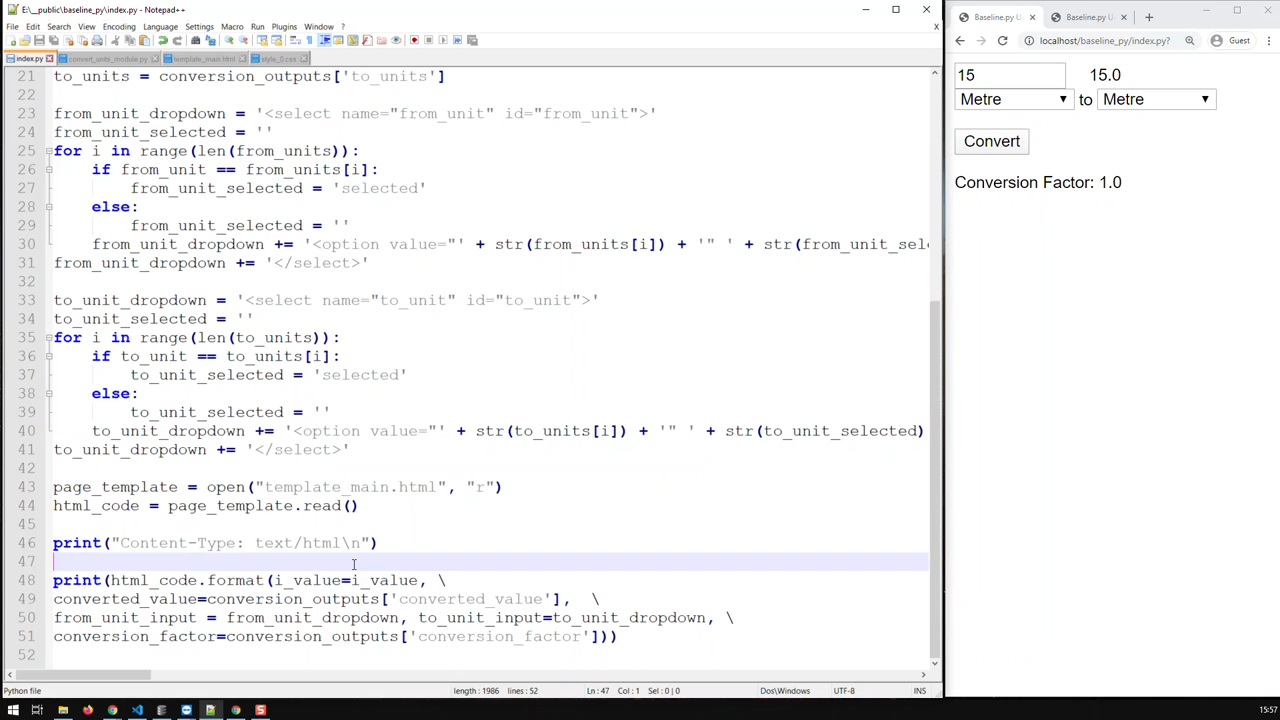 E:\__public\baseline_py\index.py - Notepad++
File Edit Search View Encoding Language Settings Tools Macro Run Plugins Window ?
index.py convert_units_module.py template_main.html style_0.css
21 to_units = conversion_outputs['to_units']
22
23 from_unit_dropdown = '<select name="from_unit" id="from_unit">'
24 from_unit_selected = ''
25 for i in range(len(from_units)):
26 if from_unit == from_units[i]:
27 from_unit_selected = 'selected'
28 else:
29 from_unit_selected = ''
30 from_unit_dropdown += '<option value="' + str(from_units[i]) + '" ' + str(from_unit_sel
31 from_unit_dropdown += '</select>'
32
33 to_unit_dropdown = '<select name="to_unit" id="to_unit">'
34 to_unit_selected = ''
35 for i in range(len(to_units)):
36 if to_unit == to_units[i]:
37 to_unit_selected = 'selected'
38 else:
39 to_unit_selected = ''
40 to_unit_dropdown += '<option value="' + str(to_units[i]) + '" ' + str(to_unit_selected)
41 to_unit_dropdown += '</select>'
42
43 page_template = open("template_main.html", "r")
44 html_code = page_template.read()
45
46 print("Content-Type: text/html\n")
47
48 print(html_code.format(i_value=i_value, \
49 converted_value=conversion_outputs['converted_value'], \
50 from_unit_input = from_unit_dropdown, to_unit_input=to_unit_dropdown, \
51 conversion_factor=conversion_outputs['conversion_factor']))
52
Python file length : 1986 lines : 52 Ln : 47 Col : 1 Sel : 0 | 0 Dos\Windows UTF-8 INS
Baseline.py U Baseline.py U
localhost/baseline_py/index.py? Guest
15 15.0
Metre to Metre
Convert
Conversion Factor: 1.0
15:57